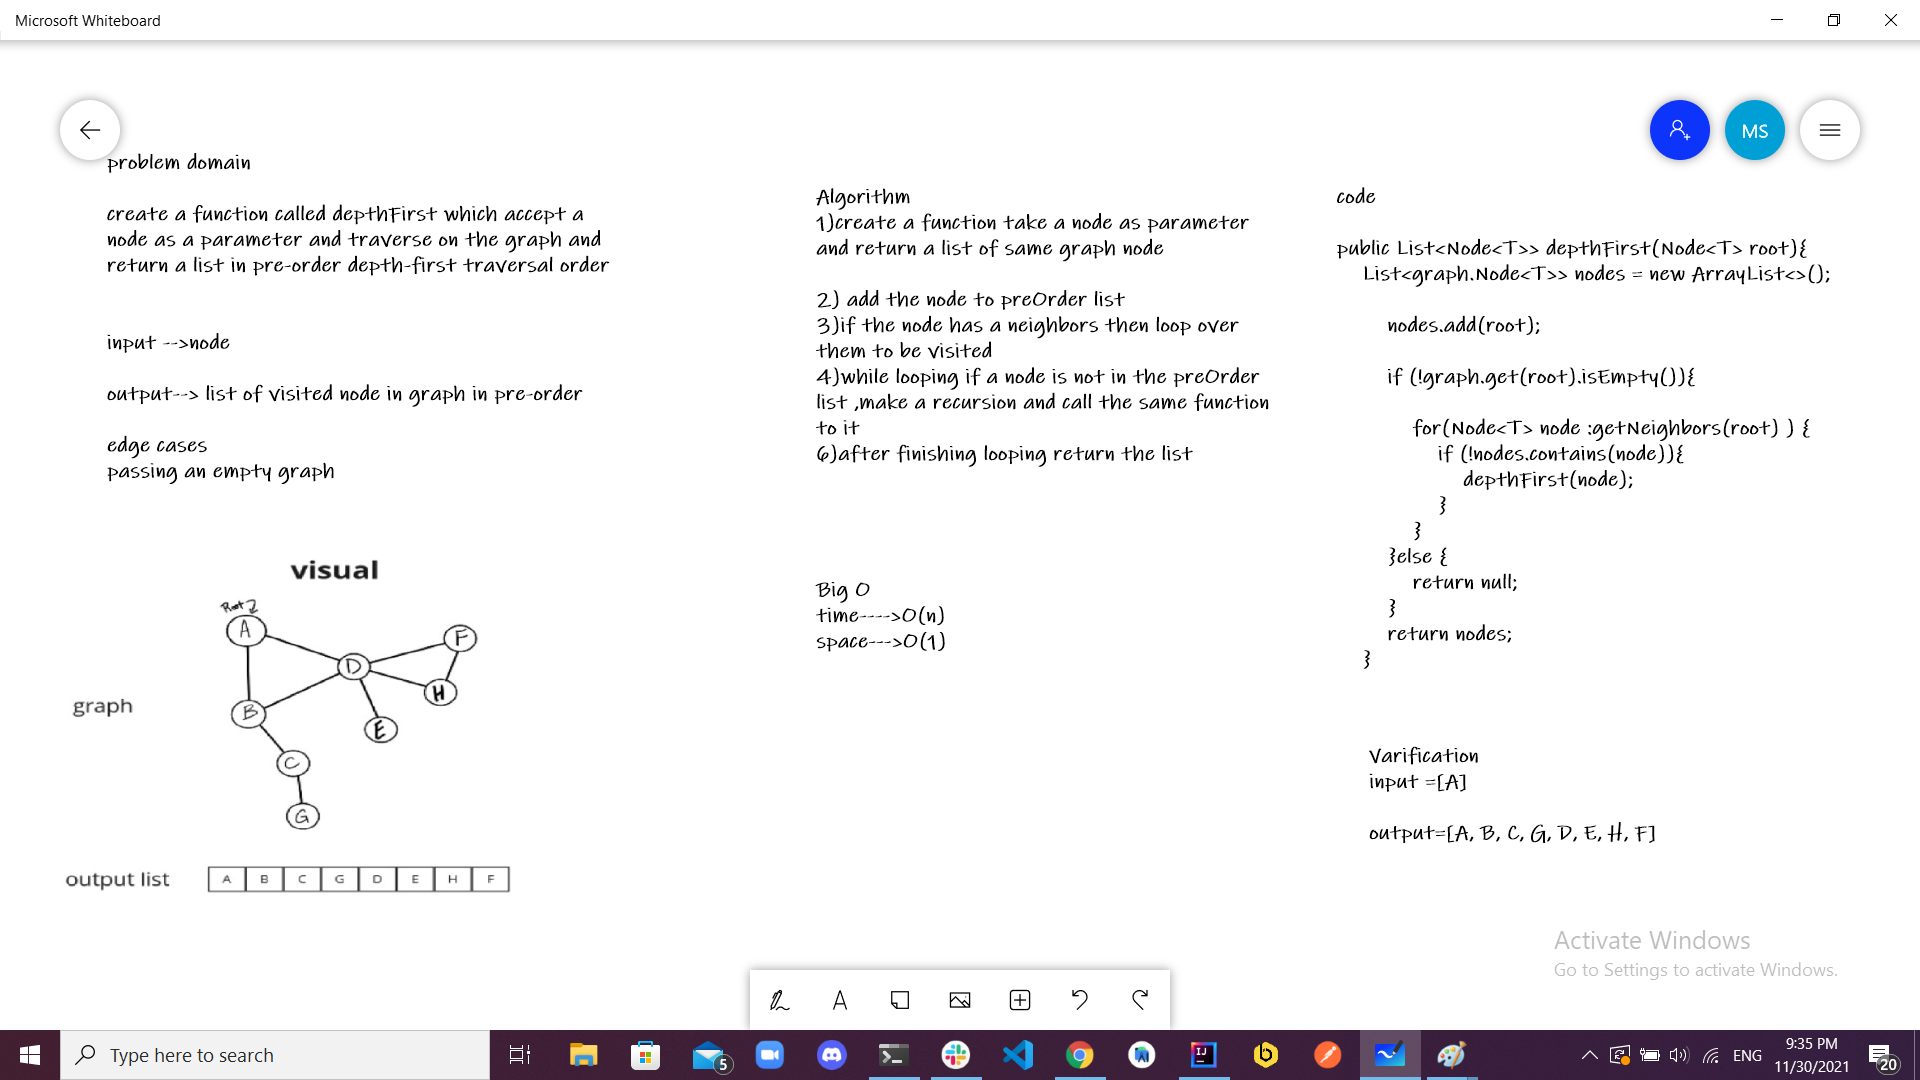 Microsoft Whiteboard
MS
problem domain
create a function called depthFirst which accept a
node as a parameter and traverse on the graph and
return a list in pre-order depth-first traversal order
input -->node
output--> list of visited node in graph in pre-order
edge cases
passing an empty graph
visual
Root
A
F
D
H
B
E
C
G
graph
output list
A B C G D E H F
Algorithm
1)create a function take a node as parameter
and return a list of same graph node
2) add the node to preOrder list
3)if the node has a neighbors then loop over
them to be visited
4)while looping if a node is not in the preOrder
list ,make a recursion and call the same function
to it
6)after finishing looping return the list
Big O
time---->O(n)
space--->O(1)
code
public List<Node<T>> depthFirst(Node<T> root){
List<graph.Node<T>> nodes = new ArrayList<>();
nodes.add(root);
if (!graph.get(root).isEmpty()){
for(Node<T> node :getNeighbors(root) ) {
if (!nodes.contains(node)){
depthFirst(node);
}
}
}else {
return null;
}
return nodes;
}
Varification
input =[A]
output=[A, B, C, G, D, E, H, F]
Activate Windows
Go to Settings to activate Windows.
Type here to search
5
ENG
9:35 PM
11/30/2021
20